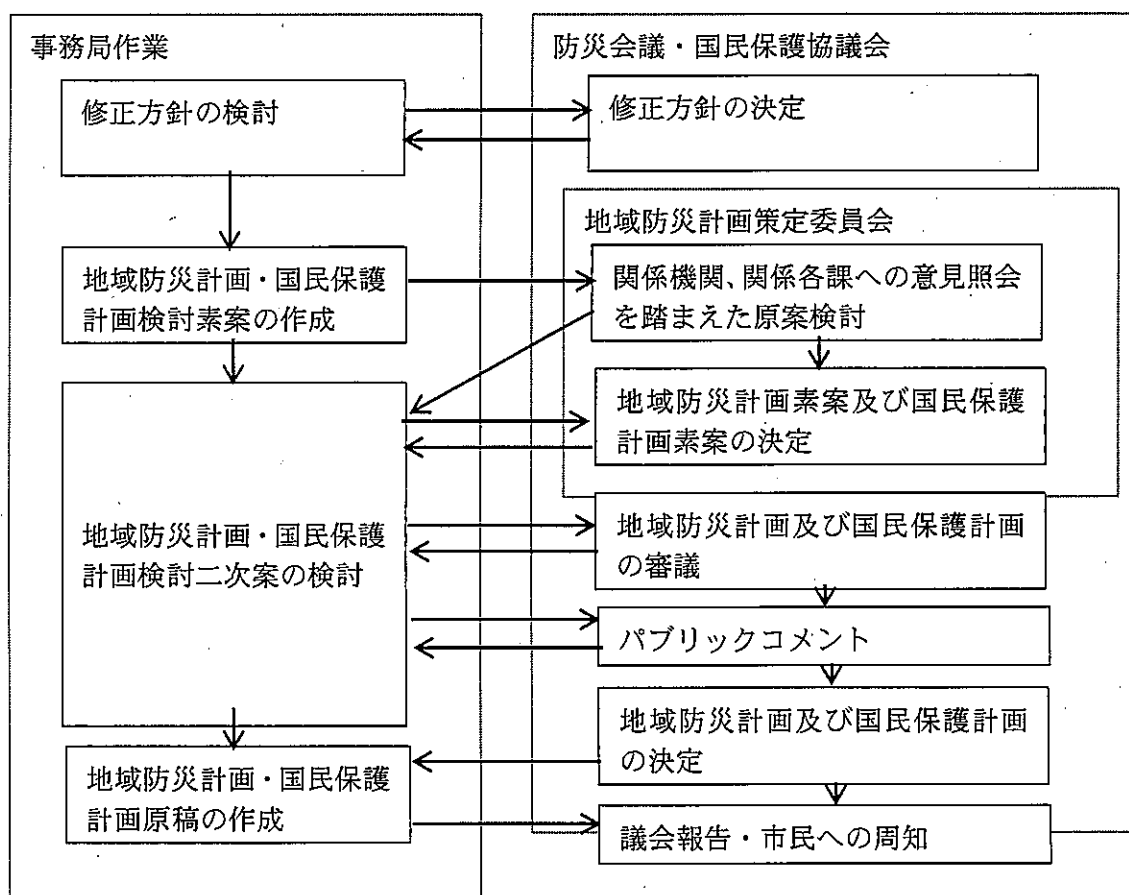 事務局作業
修正方針の検討
地域防災計画・国民保護
計画検討素案の作成
地域防災計画・国民保護
計画検討二次案の検討
地域防災計画・国民保護
計画原稿の作成
防災会議・国民保護協議会
修正方針の決定
地域防災計画策定委員会
関係機関、関係各課への意見照会
を踏まえた原案検討
地域防災計画素案及び国民保護
計画素案の決定
地域防災計画及び国民保護計画
の審議
パブリックコメント
地域防災計画及び国民保護計画
の決定
議会報告・市民への周知